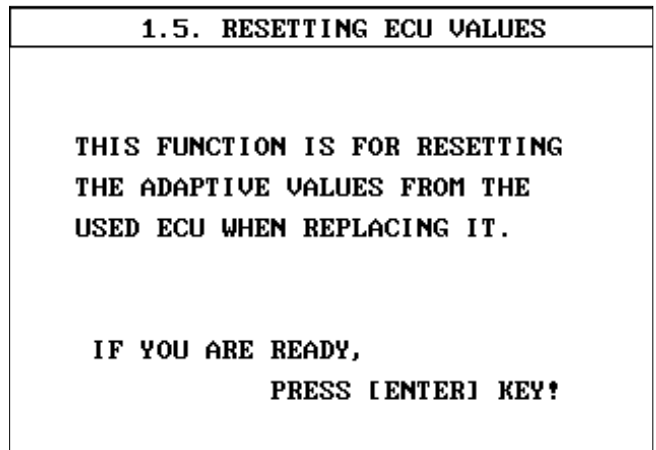 1.5. RESETTING ECU VALUES
THIS FUNCTION IS FOR RESETTING
THE ADAPTIVE VALUES FROM THE
USED ECU WHEN REPLACING IT.
IF YOU ARE READY,
PRESS [ENTER] KEY!